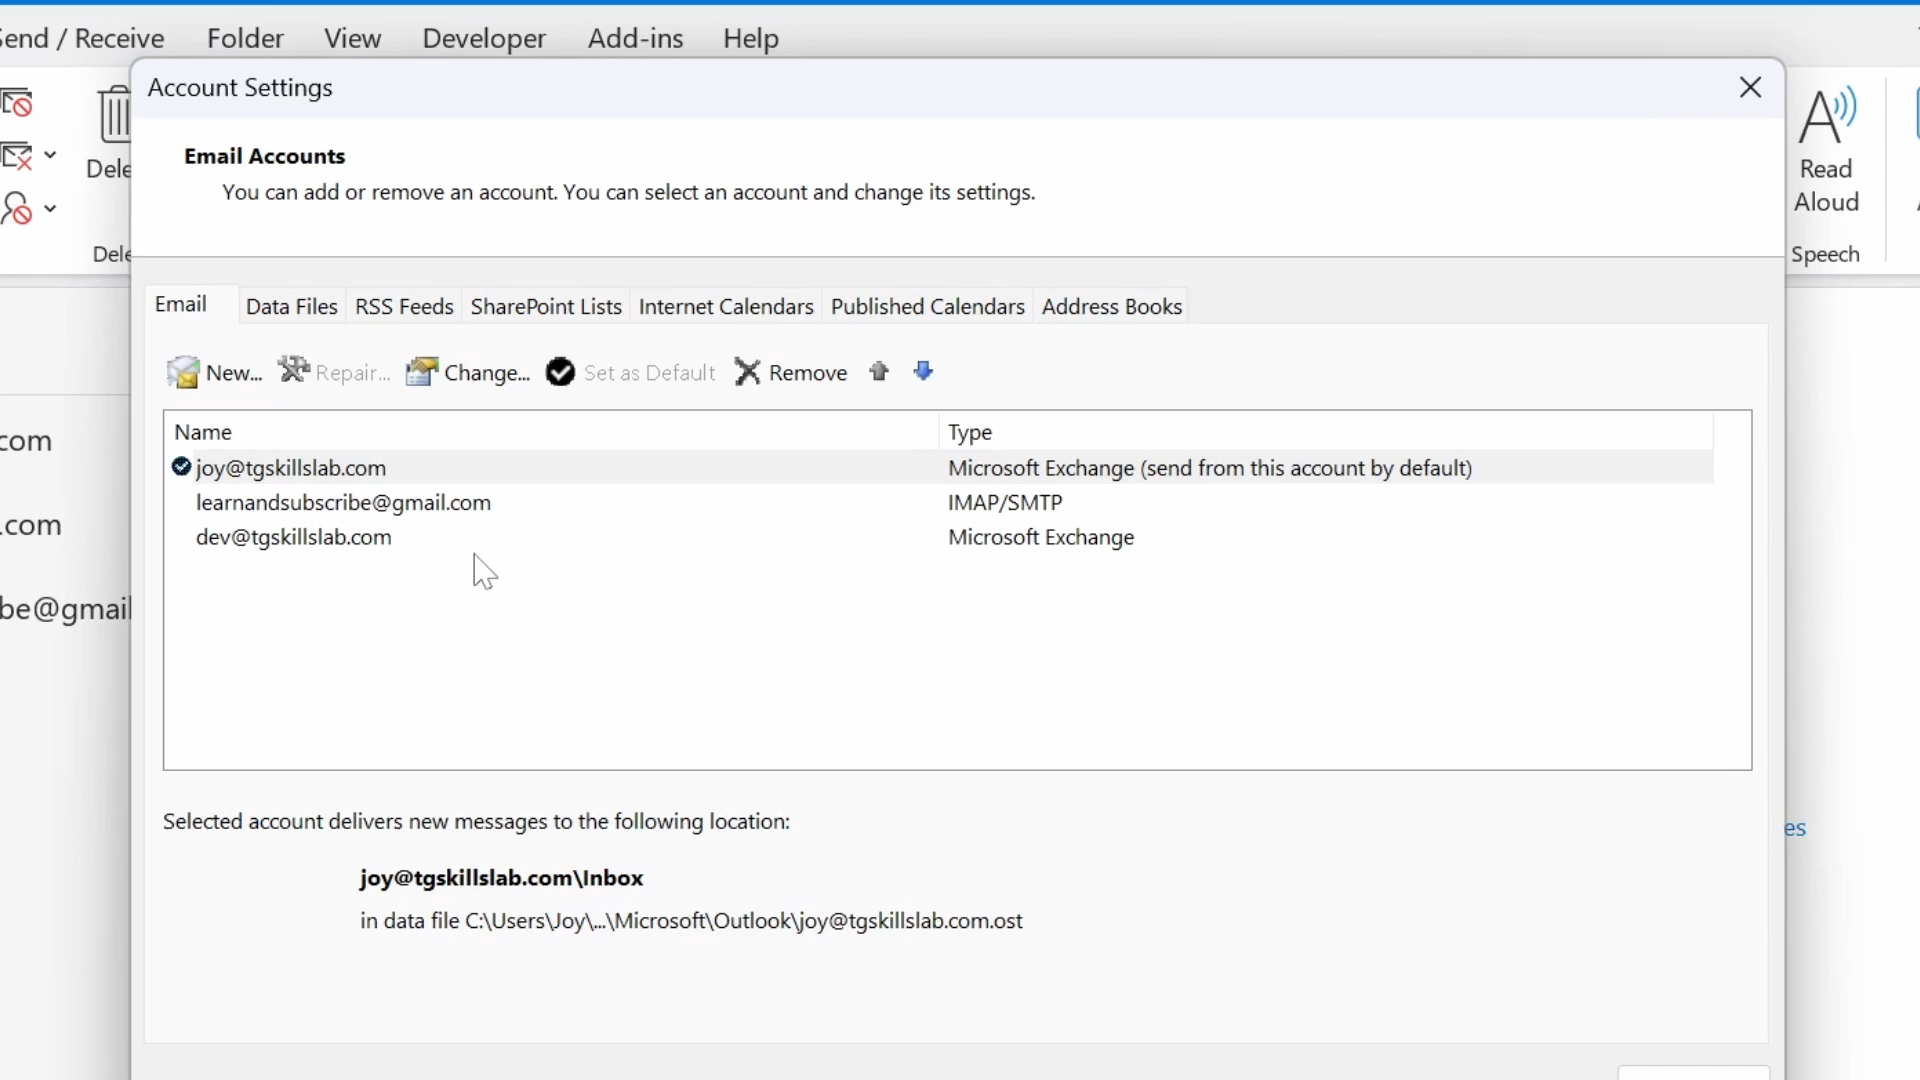 Send / Receive Folder View Developer Add-ins Help
Account Settings
Email Accounts
You can add or remove an account. You can select an account and change its settings.
Dele
Dele
Read
Aloud
Speech
Email Data Files RSS Feeds SharePoint Lists Internet Calendars Published Calendars Address Books
New... Repair... Change... Set as Default Remove
Name Type
joy@tgskillslab.com Microsoft Exchange (send from this account by default)
learnandsubscribe@gmail.com IMAP/SMTP
dev@tgskillslab.com Microsoft Exchange
com
.com
be@gmail
Selected account delivers new messages to the following location:
joy@tgskillslab.com\Inbox
in data file C:\Users\Joy\...\Microsoft\Outlook\joy@tgskillslab.com.ost
es